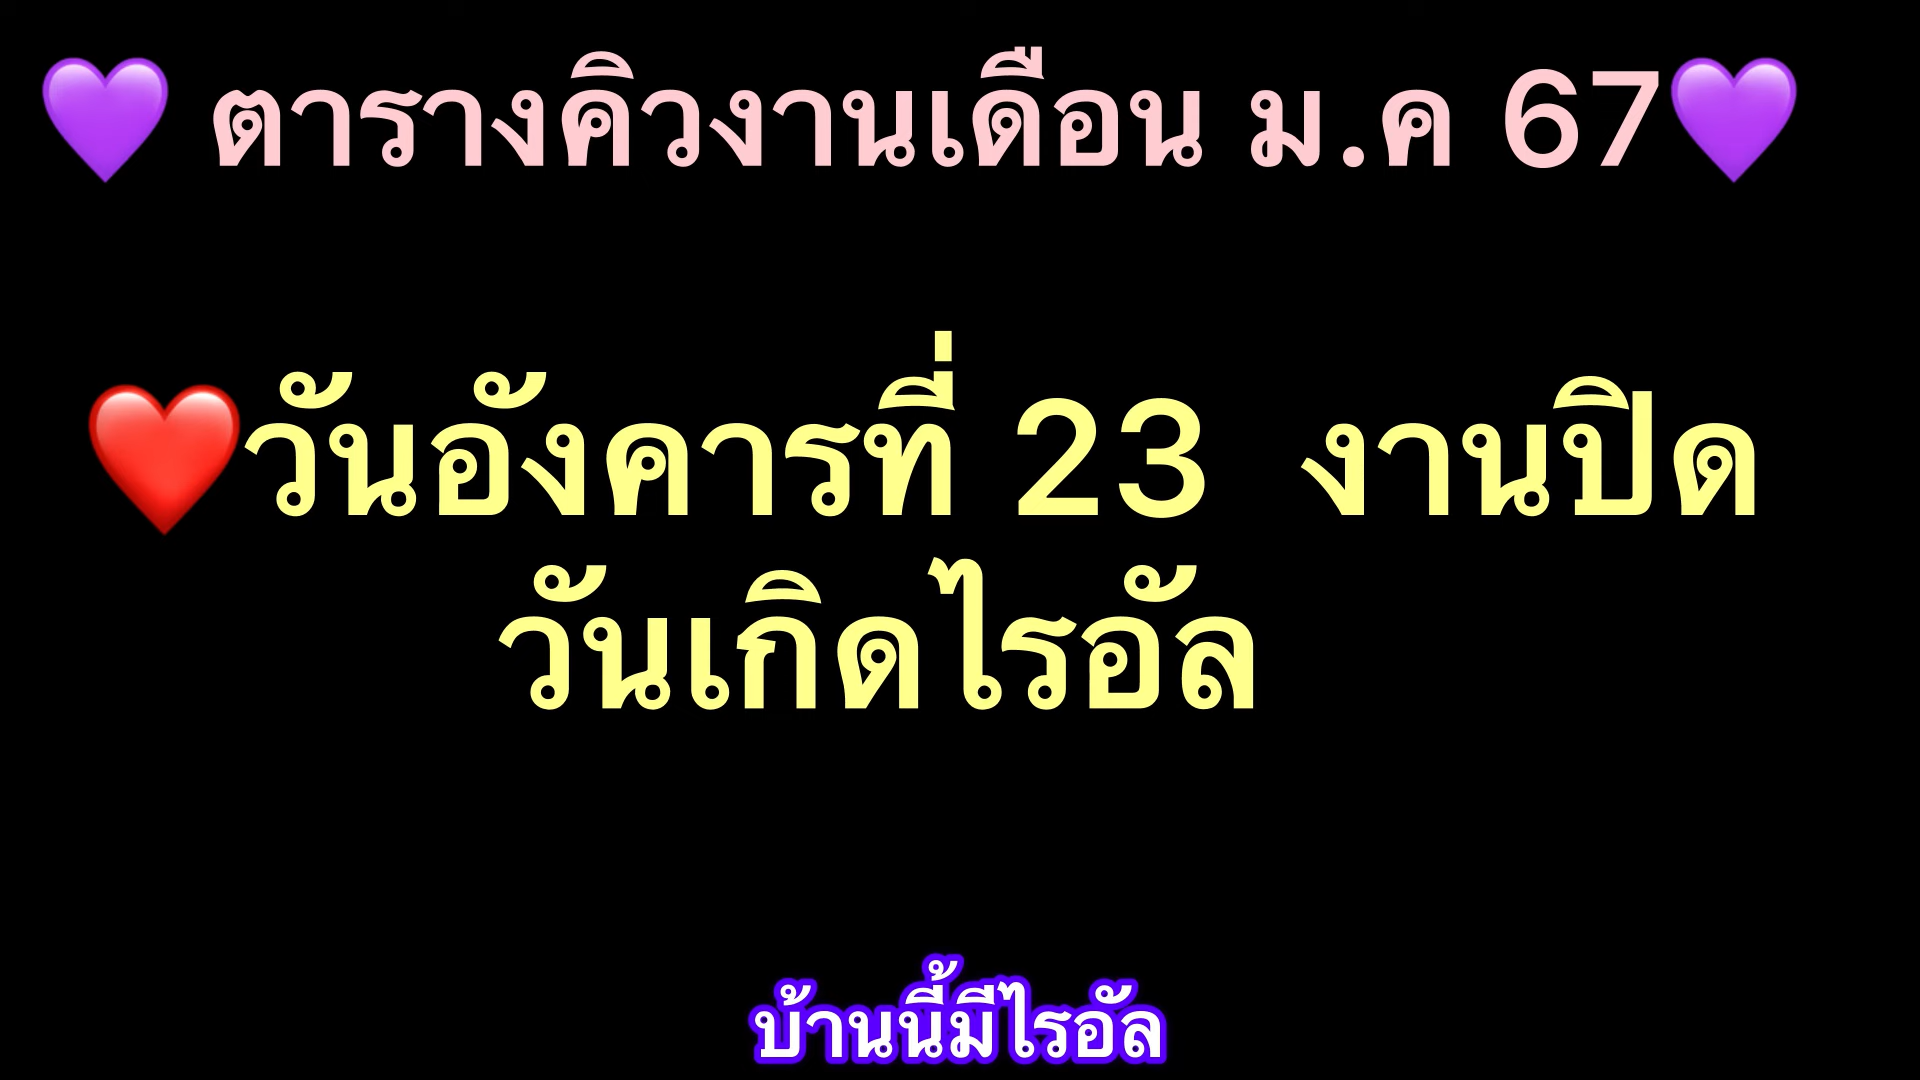 💜 ตารางคิวงานเดือน ม.ค 67💜
❤️วันอังคารที่ 23 งานปิด
วันเกิดไรอัล
บ้านนี้มีไรอัล